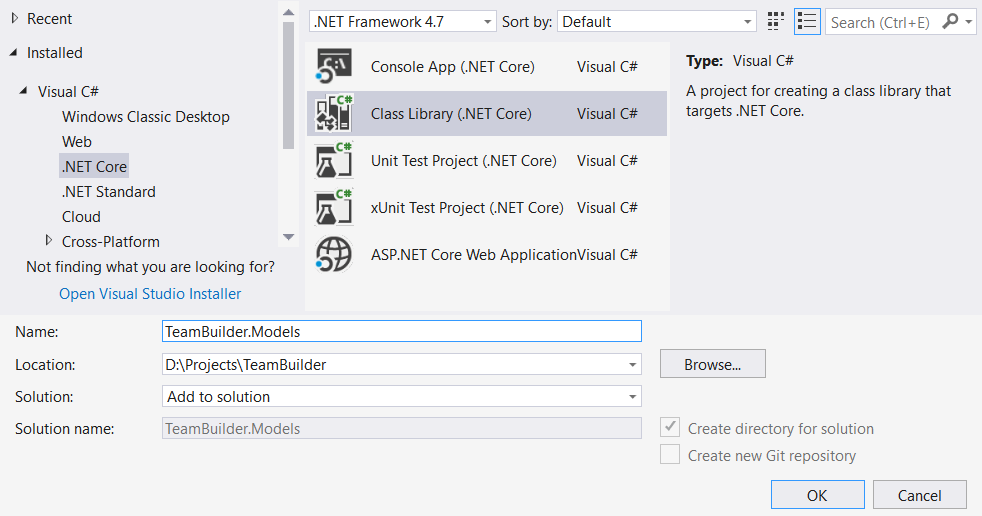 Recent
Installed
Visual C#
Windows Classic Desktop
Web
.NET Core
.NET Standard
Cloud
Cross-Platform
Not finding what you are looking for?
Open Visual Studio Installer
.NET Framework 4.7
Sort by:
Default
Search (Ctrl+E)
C:\
Console App (.NET Core)
Visual C#
C#
Class Library (.NET Core)
Visual C#
C#
Unit Test Project (.NET Core)
Visual C#
C#
xUnit Test Project (.NET Core)
Visual C#
ASP.NET Core Web Application
Visual C#
Type: Visual C#
A project for creating a class library that
targets .NET Core.
Name:
TeamBuilder.Models
Location:
D:\Projects\TeamBuilder
Browse...
Solution:
Add to solution
Solution name:
TeamBuilder.Models
Create directory for solution
Create new Git repository
OK
Cancel